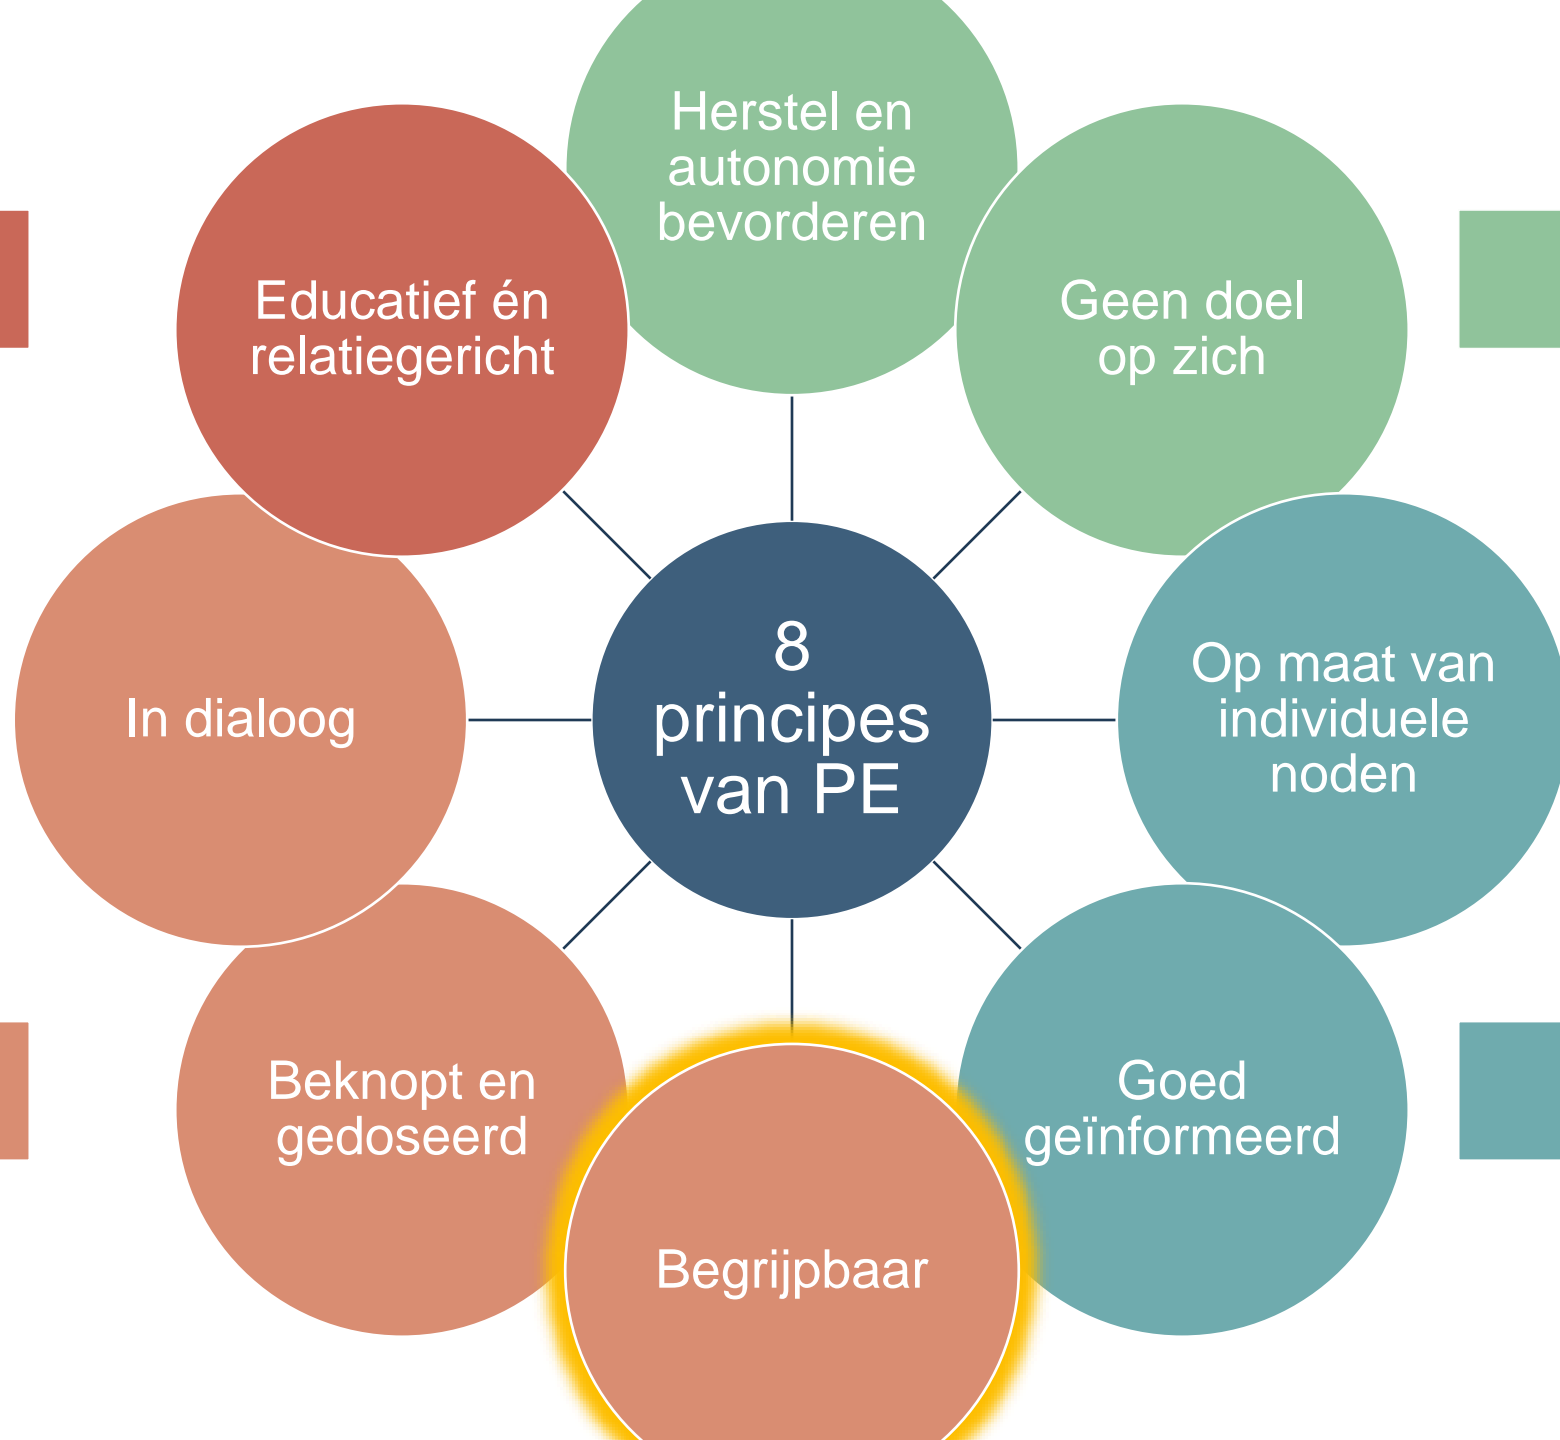 Herstel en
autonomie
bevorderen
Educatief én
relatiegericht
Geen doel
op zich
8
principes
van PE
Op maat van
individuele
noden
In dialoog
Beknopt en
gedoseerd
Goed
geïnformeerd
Begrijpbaar